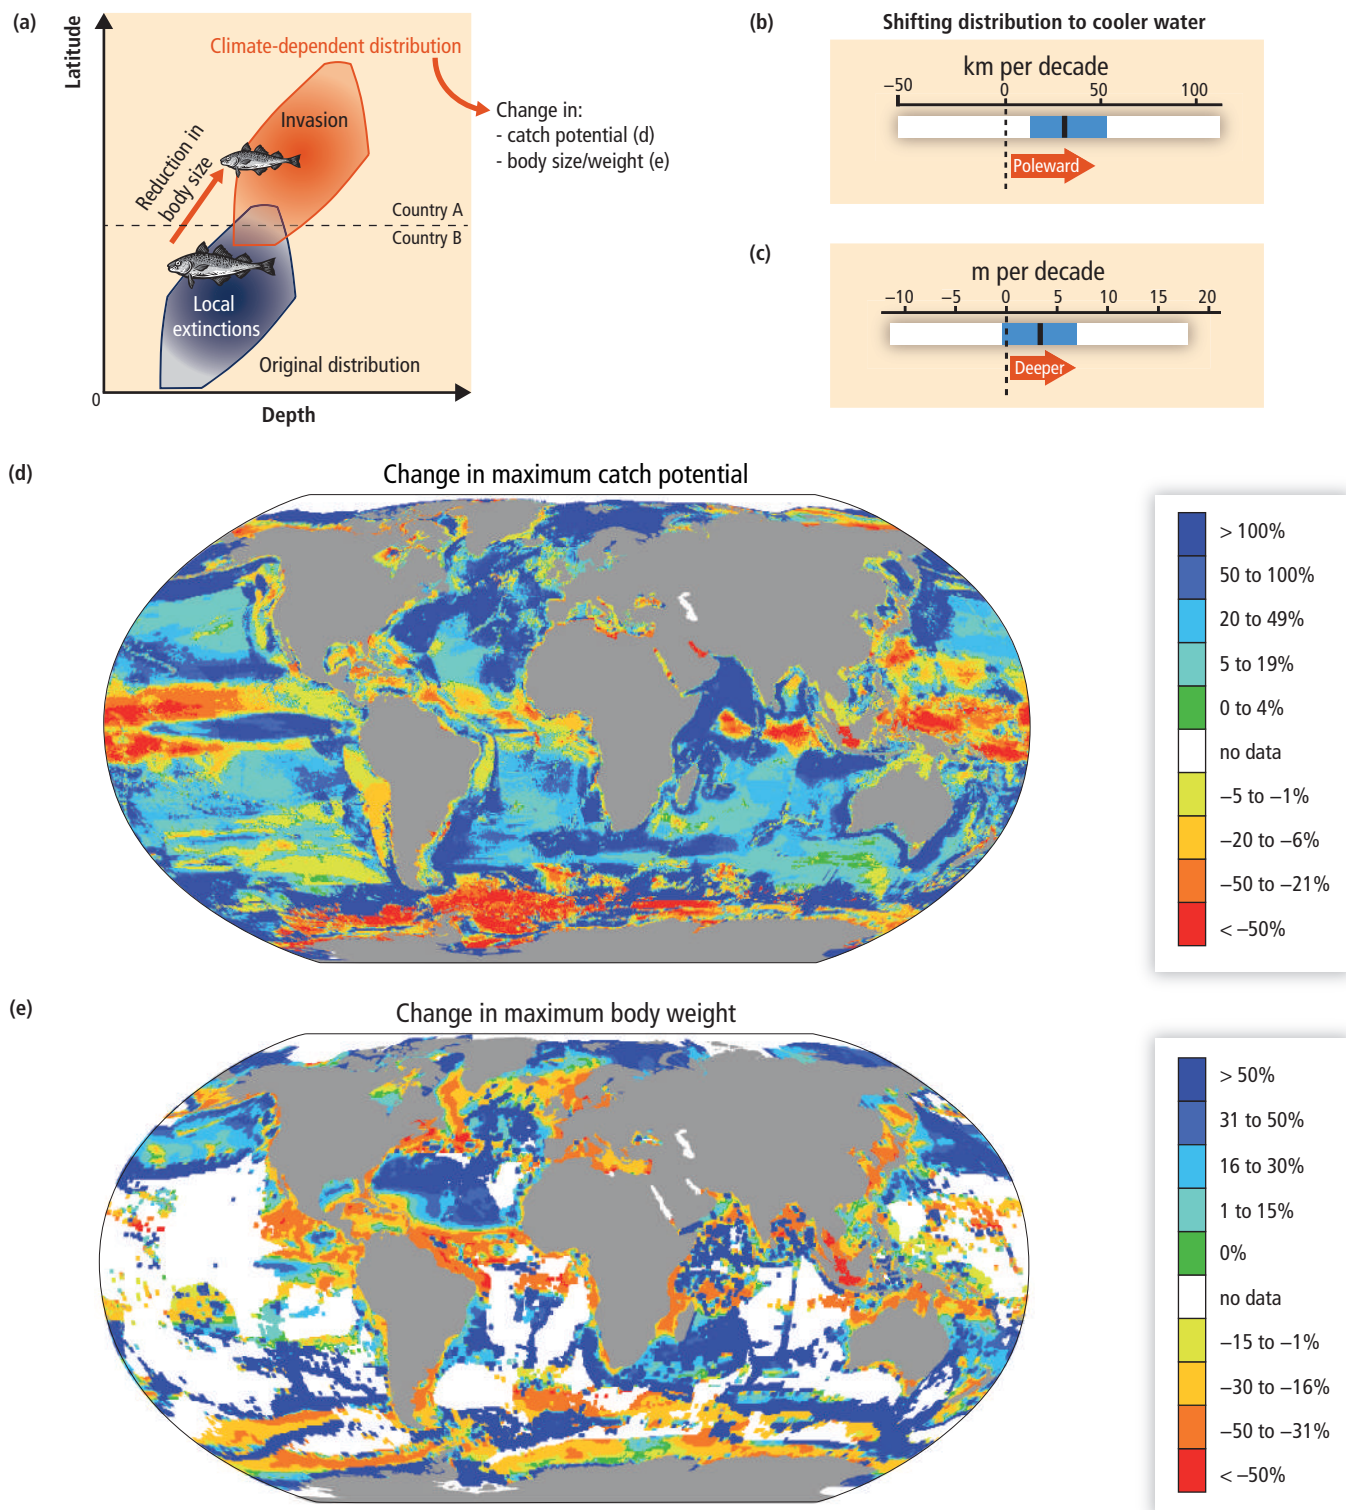 (a)
Latitude
Climate-dependent distribution
Invasion
Reduction in
body size
Change in:
- catch potential (d)
- body size/weight (e)
Country A
Country B
Local
extinctions
Original distribution
0
Depth
(b)
Shifting distribution to cooler water
km per decade
−50
0
50
100
Poleward
(c)
m per decade
−10
−5
0
5
10
15
20
Deeper
(d)
Change in maximum catch potential
> 100%
50 to 100%
20 to 49%
5 to 19%
0 to 4%
no data
−5 to −1%
−20 to −6%
−50 to −21%
< −50%
(e)
Change in maximum body weight
> 50%
31 to 50%
16 to 30%
1 to 15%
0%
no data
−15 to −1%
−30 to −16%
−50 to −31%
< −50%